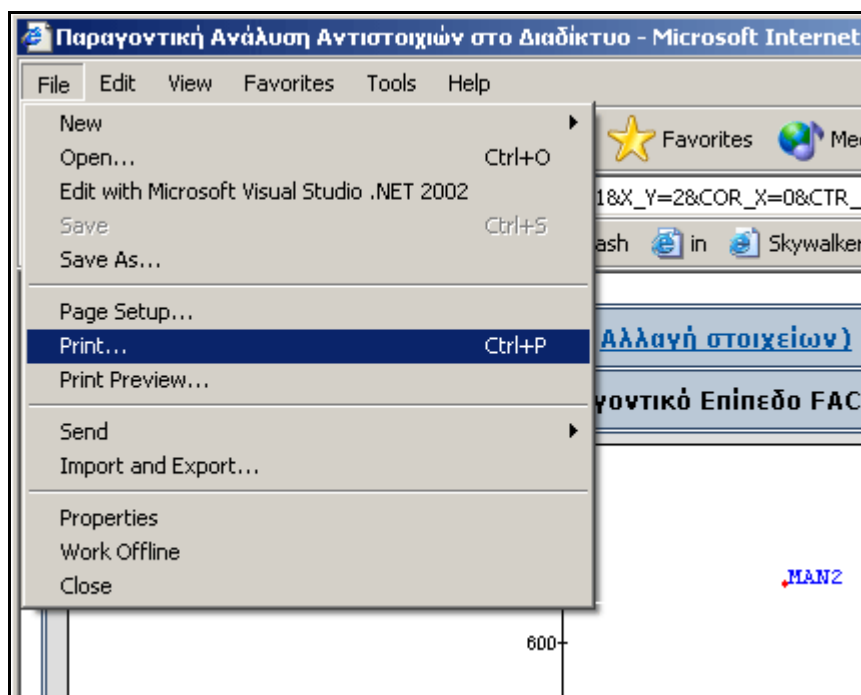 Παραγοντική Ανάλυση Αντιστοιχιών στο Διαδίκτυο - Microsoft Internet
File Edit View Favorites Tools Help
New
Open... Ctrl+O
Edit with Microsoft Visual Studio .NET 2002
Save Ctrl+S
Save As...
Page Setup...
Print... Ctrl+P
Print Preview...
Send
Import and Export...
Properties
Work Offline
Close
Favorites
1&X_Y=2&COR_X=0&CTR_
ash in Skywalker
Αλλαγή στοιχείων)
γοντικό Επίπεδο FAC
MAN2
600